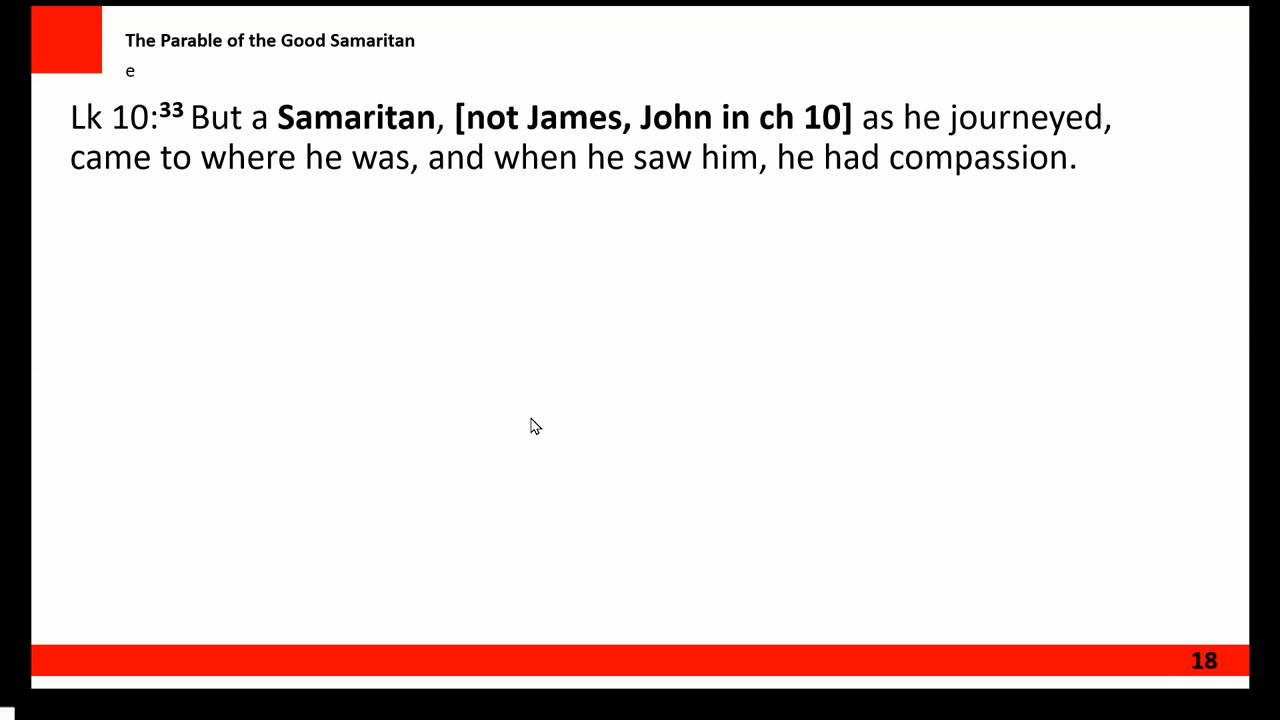 The Parable of the Good Samaritan
e
Lk 10:33 But a Samaritan, [not James, John in ch 10] as he journeyed,
came to where he was, and when he saw him, he had compassion.
18